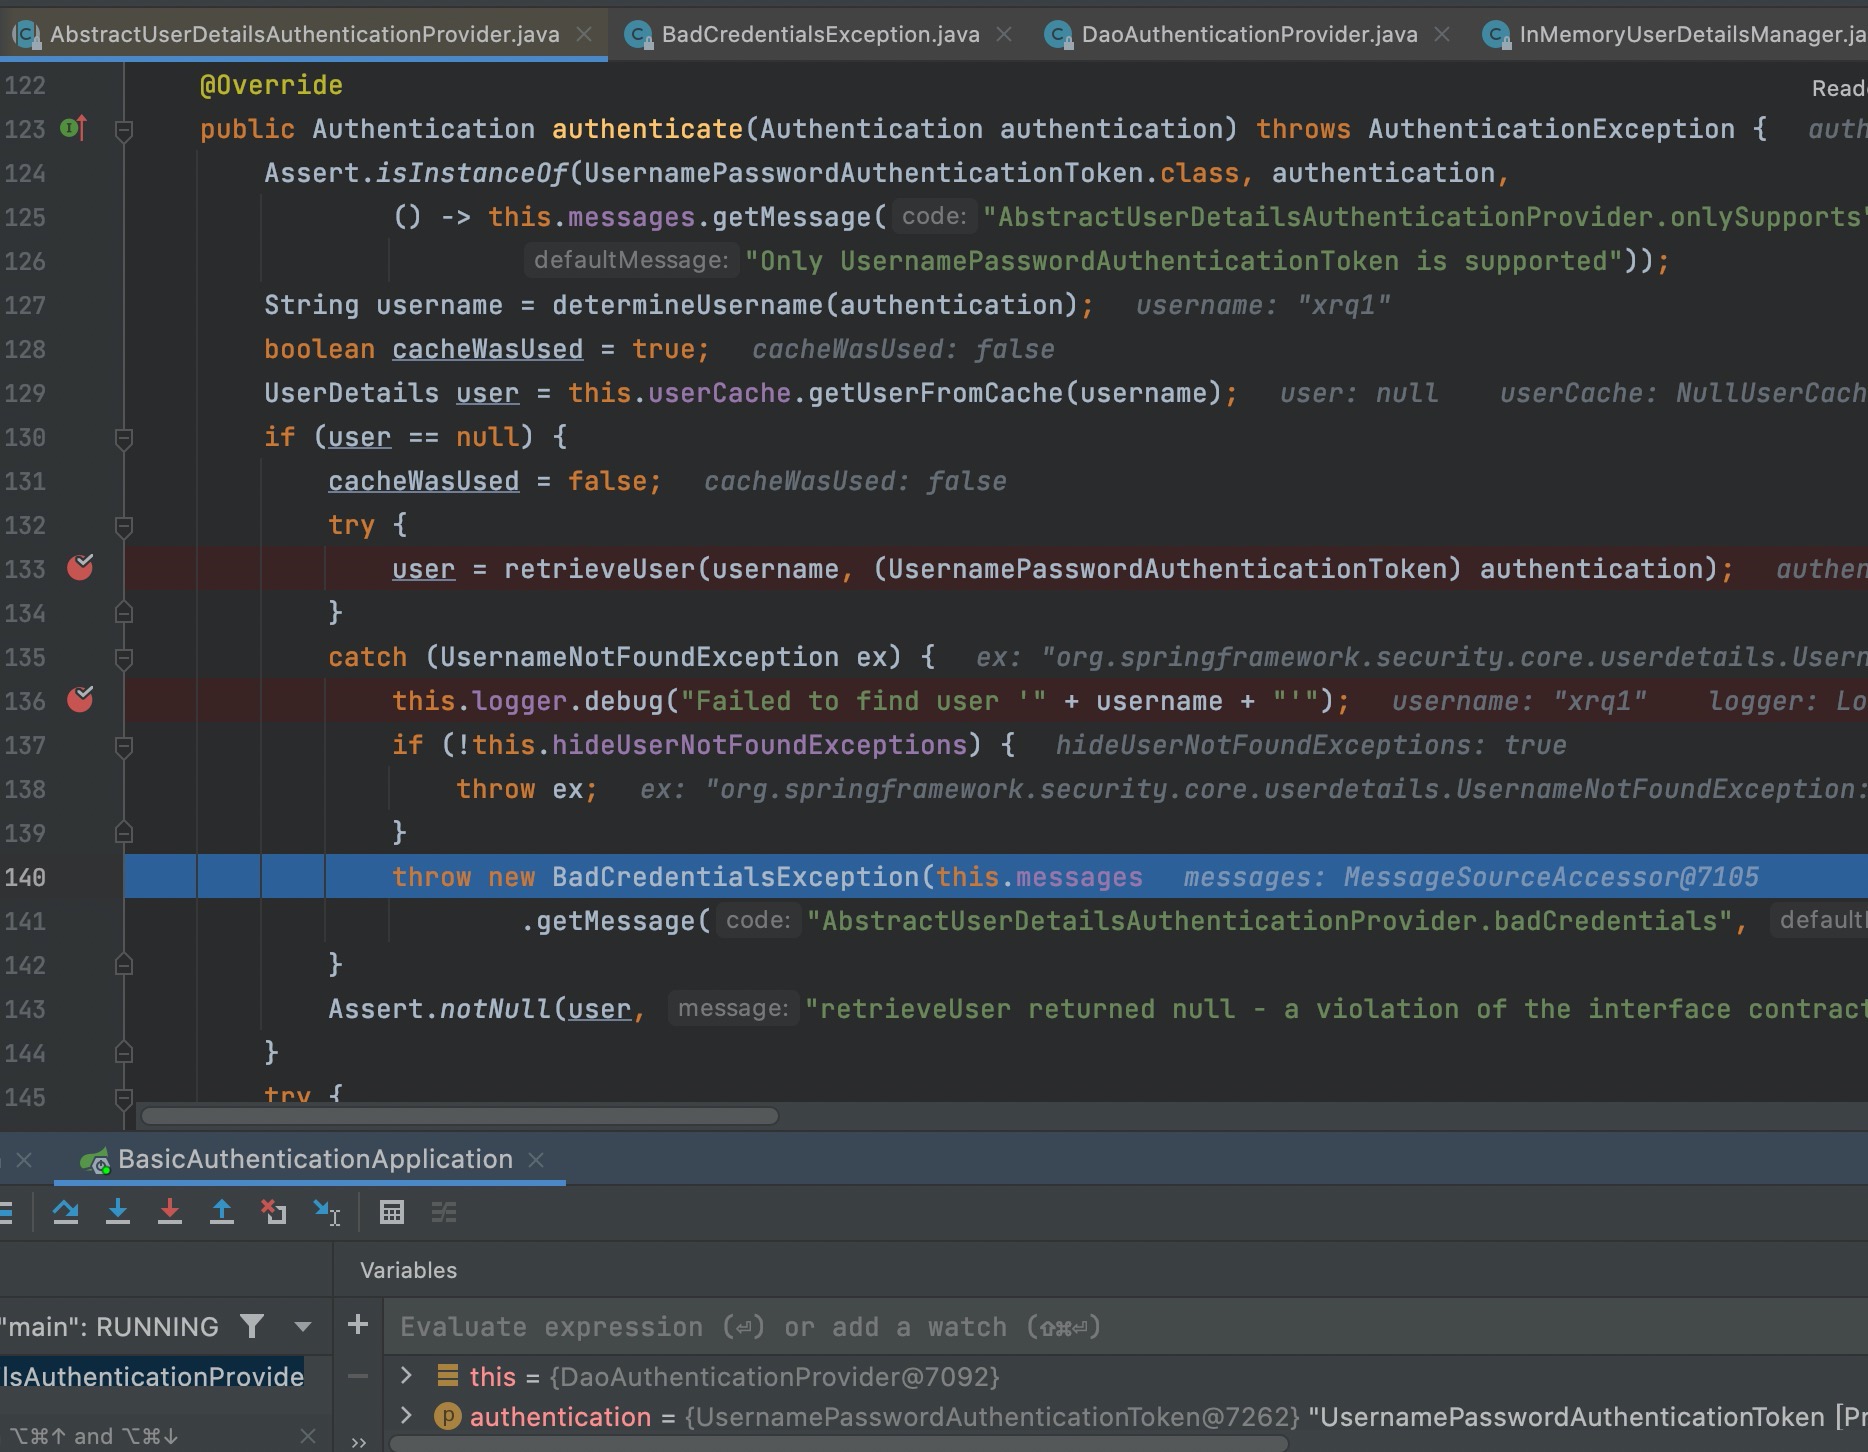 AbstractUserDetailsAuthenticationProvider.java BadCredentialsException.java DaoAuthenticationProvider.java InMemoryUserDetailsManager.ja
122 @Override Read
123 public Authentication authenticate(Authentication authentication) throws AuthenticationException { auth
124 Assert.isInstanceOf(UsernamePasswordAuthenticationToken.class, authentication,
125 () -> this.messages.getMessage( code: "AbstractUserDetailsAuthenticationProvider.onlySupports"
126 defaultMessage: "Only UsernamePasswordAuthenticationToken is supported"));
127 String username = determineUsername(authentication); username: "xrq1"
128 boolean cacheWasUsed = true; cacheWasUsed: false
129 UserDetails user = this.userCache.getUserFromCache(username); user: null userCache: NullUserCach
130 if (user == null) {
131 cacheWasUsed = false; cacheWasUsed: false
132 try {
133 user = retrieveUser(username, (UsernamePasswordAuthenticationToken) authentication); authen
134 }
135 catch (UsernameNotFoundException ex) { ex: "org.springframework.security.core.userdetails.Usern
136 this.logger.debug("Failed to find user '" + username + "'"); username: "xrq1" logger: Lo
137 if (!this.hideUserNotFoundExceptions) { hideUserNotFoundExceptions: true
138 throw ex; ex: "org.springframework.security.core.userdetails.UsernameNotFoundException:
139 }
140 throw new BadCredentialsException(this.messages messages: MessageSourceAccessor@7105
141 .getMessage( code: "AbstractUserDetailsAuthenticationProvider.badCredentials", default
142 }
143 Assert.notNull(user, message: "retrieveUser returned null - a violation of the interface contract
144 }
145 try {
BasicAuthenticationApplication
Variables
"main": RUNNING
Evaluate expression (⏎) or add a watch (⇧⌘⏎)
lsAuthenticationProvide
this = {DaoAuthenticationProvider@7092}
authentication = {UsernamePasswordAuthenticationToken@7262} "UsernamePasswordAuthenticationToken [Pr
⌥⌘↑ and ⌥⌘↓